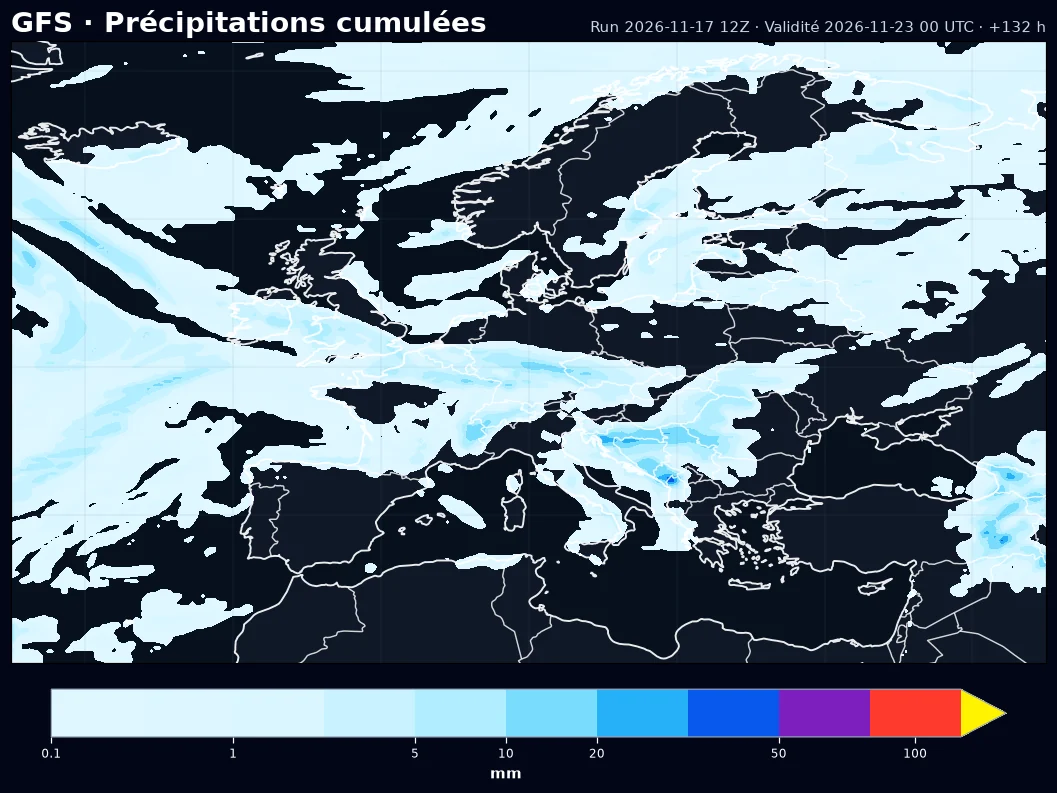 GFS · Précipitations cumulées
Run 2026-11-17 12Z · Validité 2026-11-23 00 UTC · +132 h
0.1 1 5 10 20 50 100
mm